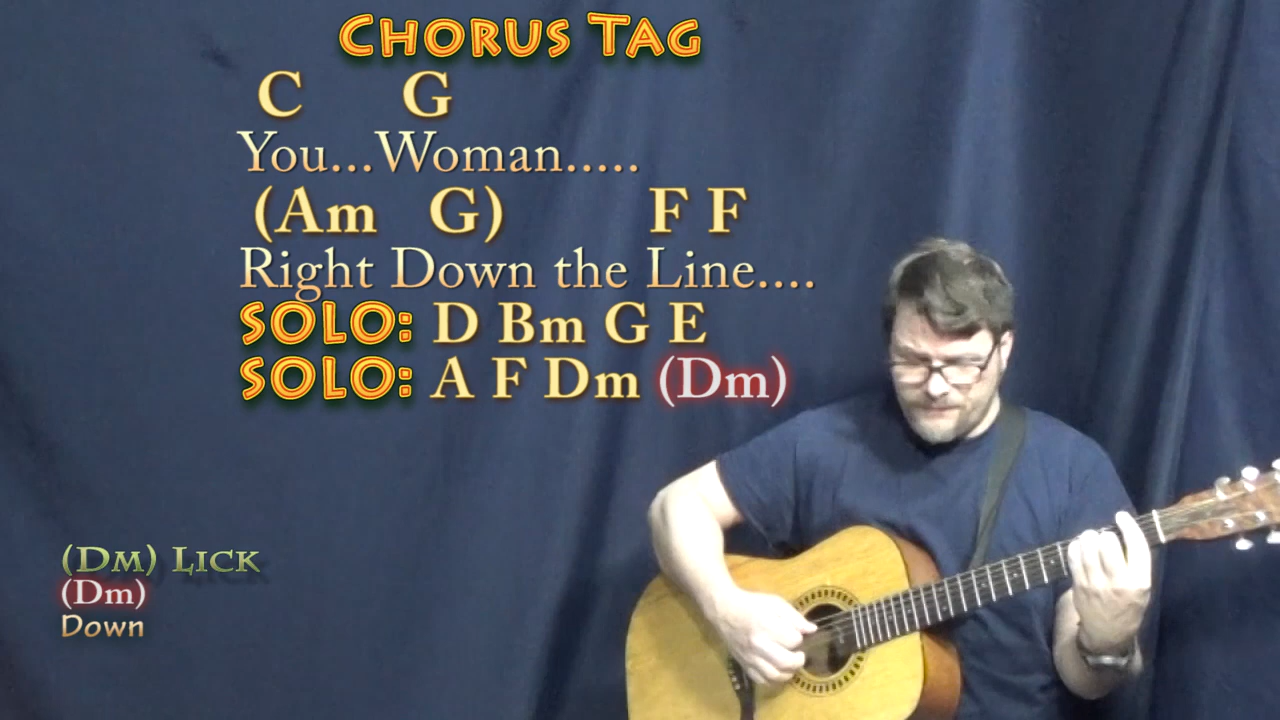 CHORUS TAG
C G
You...Woman.....
(Am G) F F
Right Down the Line....
SOLO: D Bm G E
SOLO: A F Dm (Dm)
(DM) LICK
(Dm)
Down